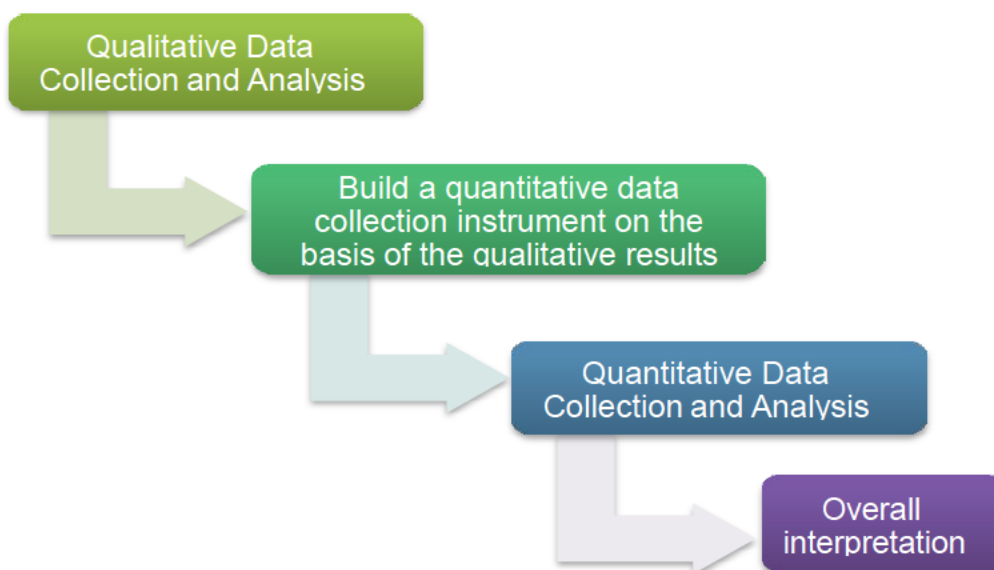 Qualitative Data
Collection and Analysis
Build a quantitative data
collection instrument on the
basis of the qualitative results
Quantitative Data
Collection and Analysis
Overall
interpretation